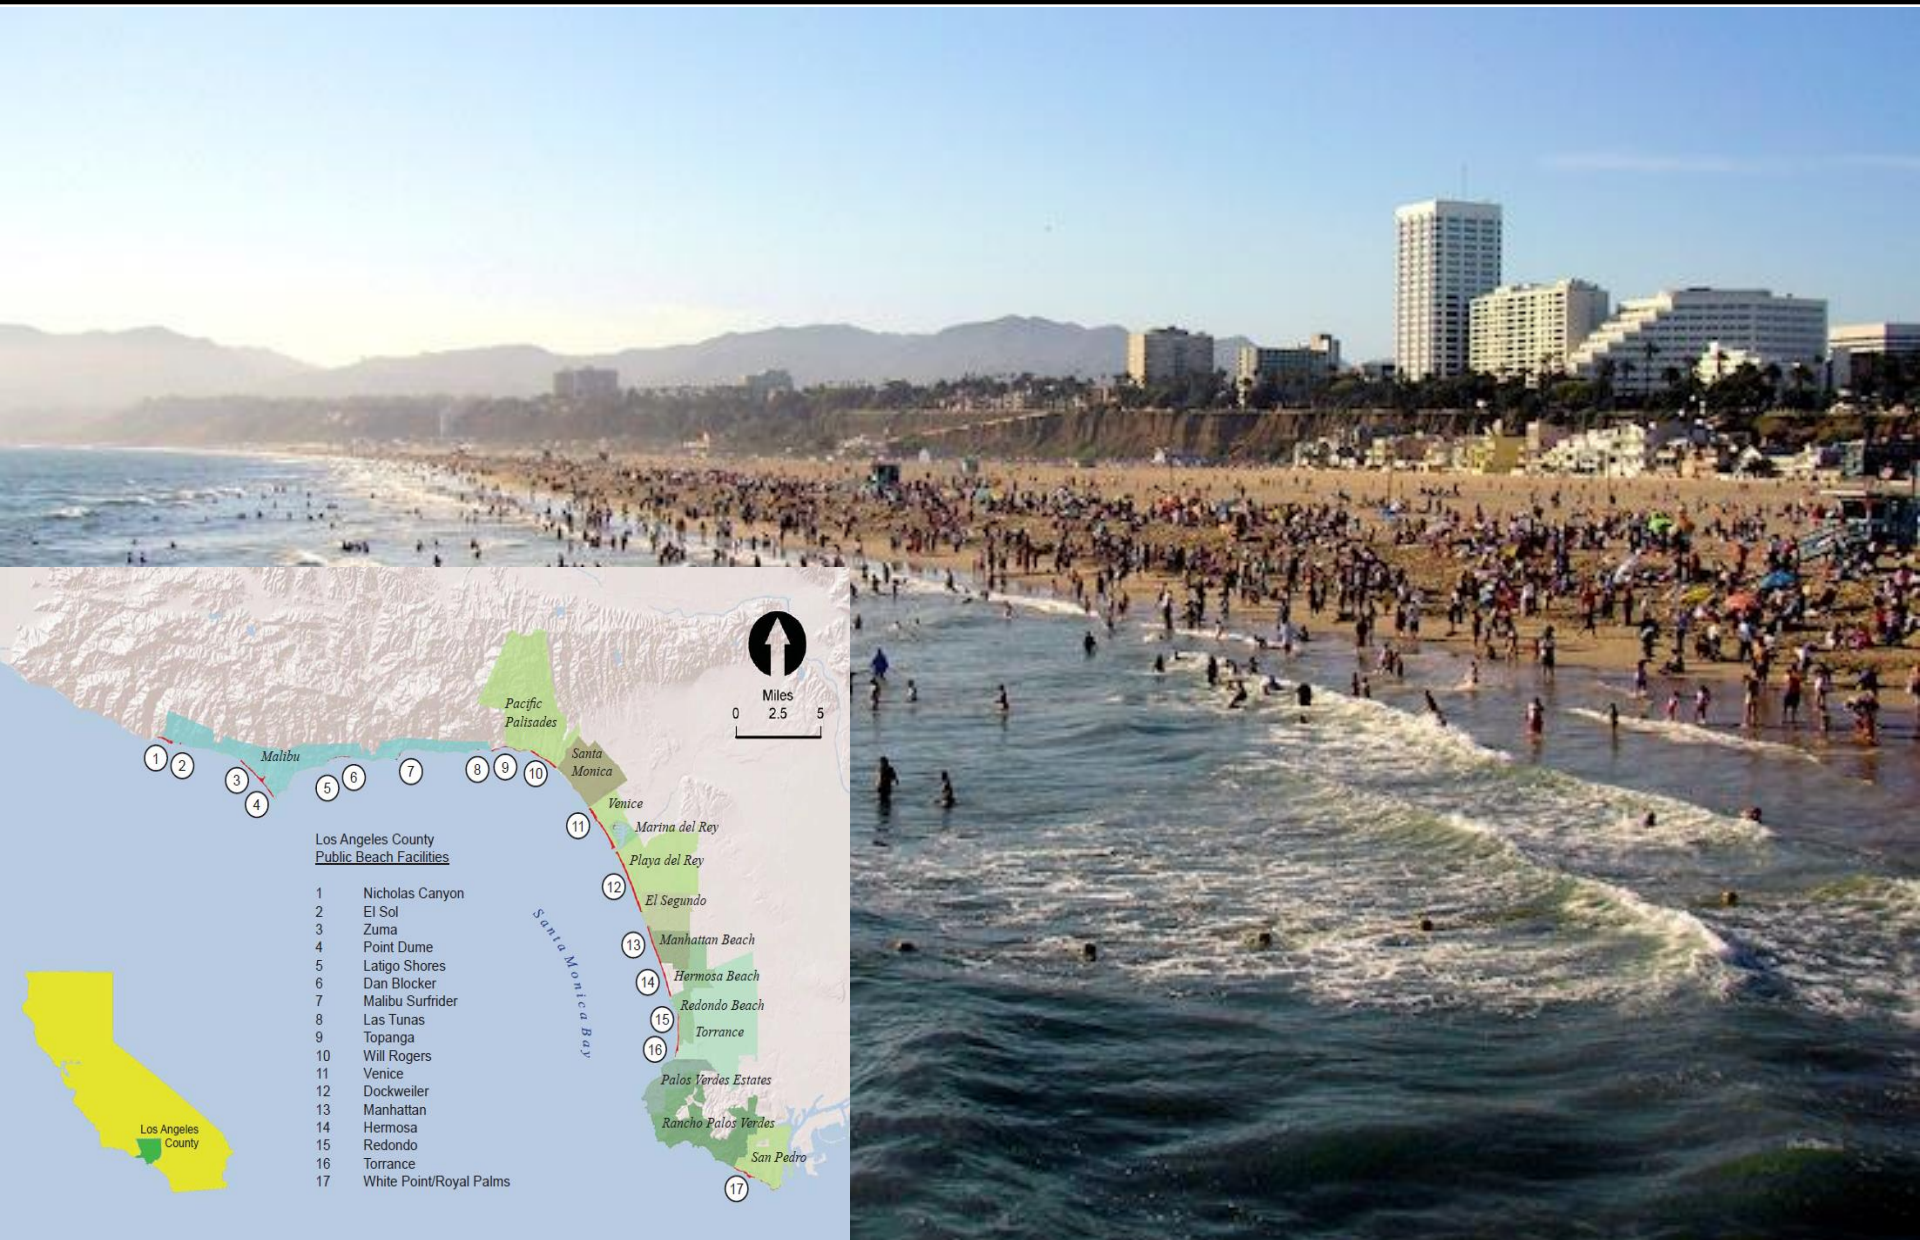 Pacific
Palisades
Miles
0 2.5 5
Santa
Monica
Malibu
1
2
3
4
5
6
7
8
9
10
Venice
11
Marina del Rey
Playa del Rey
12
El Segundo
13
Manhattan Beach
14
Hermosa Beach
Redondo Beach
15
Torrance
16
Palos Verdes Estates
Rancho Palos Verdes
San Pedro
17
Santa Monica Bay
Los Angeles County
Public Beach Facilities
1 Nicholas Canyon
2 El Sol
3 Zuma
4 Point Dume
5 Latigo Shores
6 Dan Blocker
7 Malibu Surfrider
8 Las Tunas
9 Topanga
10 Will Rogers
11 Venice
12 Dockweiler
13 Manhattan
14 Hermosa
15 Redondo
16 Torrance
17 White Point/Royal Palms
Los Angeles
County